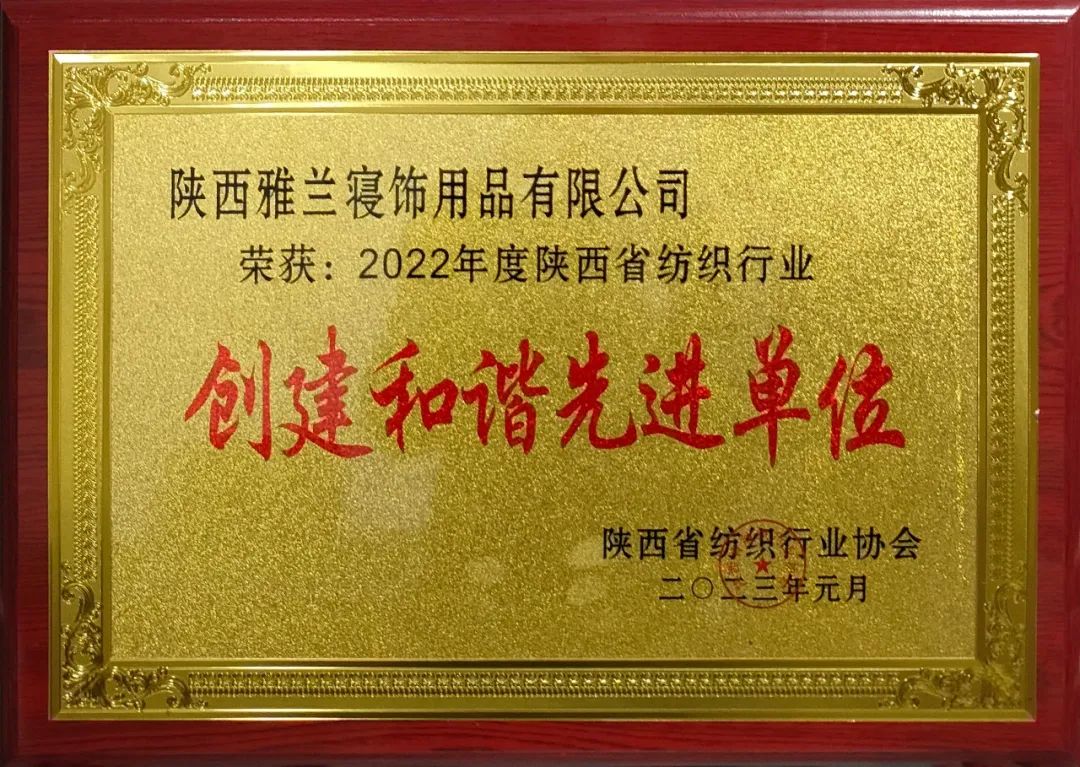 陕西雅兰寝饰用品有限公司
荣获：2022年度陕西省纺织行业
创建和谐先进单位
陕西省纺织行业协会
二〇二三年元月